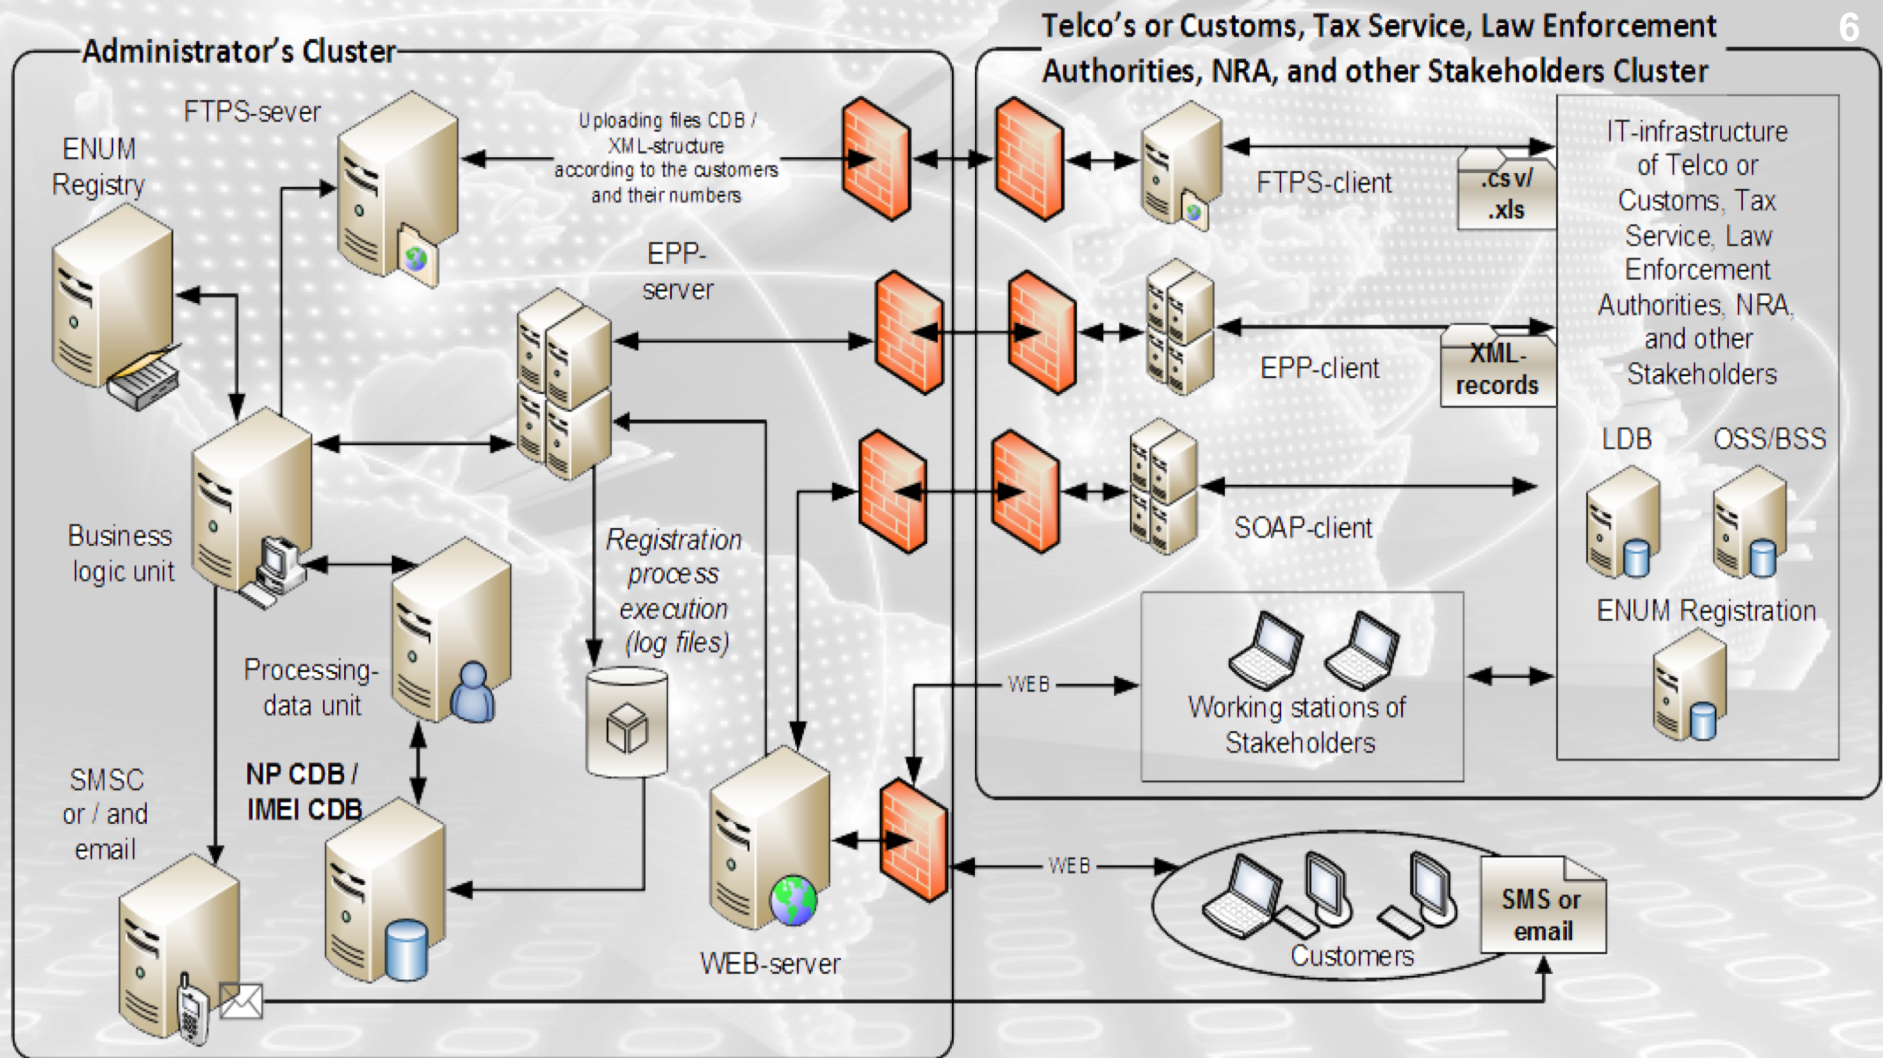 Telco's or Customs, Tax Service, Law Enforcement
Authorities, NRA, and other Stakeholders Cluster
6
Administrator's Cluster
FTPS-sever
ENUM
Registry
Uploading files CDB /
XML-structure
according to the customers
and their numbers
EPP-
server
Business
logic unit
Processing-
data unit
Registration
process
execution
(log files)
NP CDB /
IMEI CDB
SMSC
or / and
email
WEB-server
FTPS-client
.csv/
.xls
EPP-client
XML-
records
SOAP-client
IT-infrastructure
of Telco or
Customs, Tax
Service, Law
Enforcement
Authorities, NRA,
and other
Stakeholders
LDB
OSS/BSS
ENUM Registration
WEB
Working stations of
Stakeholders
WEB
Customers
SMS or
email